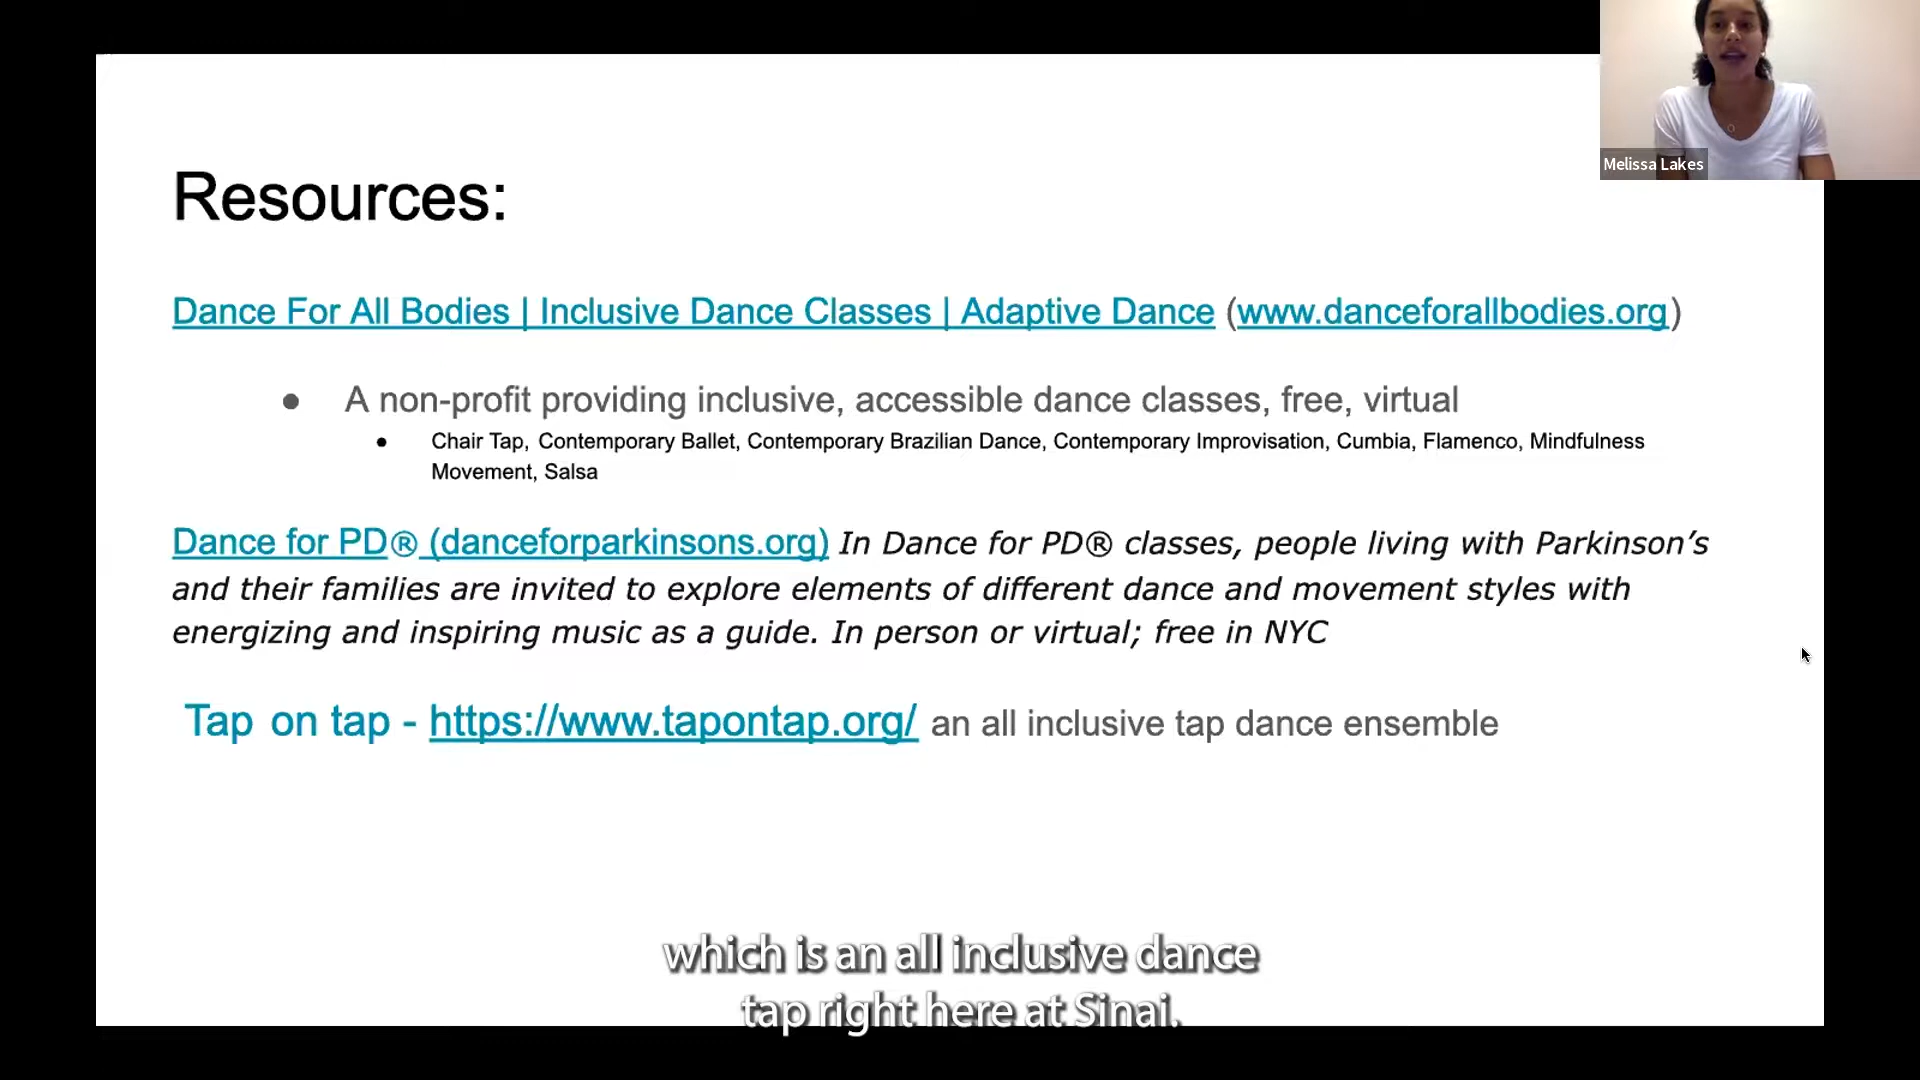 Melissa Lakes
Resources:
Dance For All Bodies | Inclusive Dance Classes | Adaptive Dance (www.danceforallbodies.org)
● A non-profit providing inclusive, accessible dance classes, free, virtual
● Chair Tap, Contemporary Ballet, Contemporary Brazilian Dance, Contemporary Improvisation, Cumbia, Flamenco, Mindfulness
Movement, Salsa
Dance for PD® (danceforparkinsons.org) In Dance for PD® classes, people living with Parkinson’s
and their families are invited to explore elements of different dance and movement styles with
energizing and inspiring music as a guide. In person or virtual; free in NYC
Tap on tap - https://www.tapontap.org/ an all inclusive tap dance ensemble
which is an all inclusive dance
tap right here at Sinai.